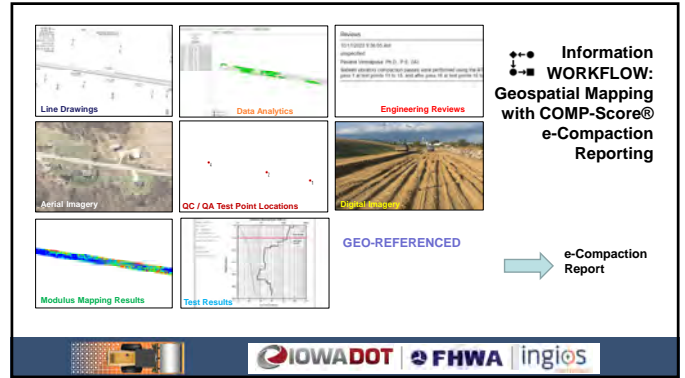 Line Drawings
Data Analytics
Reviews
Engineering Reviews
Information
WORKFLOW:
Geospatial Mapping
with COMP-Score®
e-Compaction
Reporting
Aerial Imagery
QC / QA Test Point Locations
Digital Imagery
Modulus Mapping Results
Test Results
GEO-REFERENCED
e-Compaction
Report
IOWADOT
FHWA
ingios